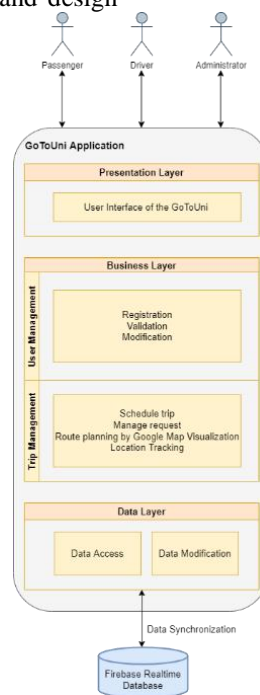 and design
Passenger
Driver
Administrator
GoToUni Application
Presentation Layer
User Interface of the GoToUni
Business Layer
User Management
Registration
Validation
Modification
Trip Management
Schedule trip
Manage request
Route planning by Google Map Visualization
Location Tracking
Data Layer
Data Access
Data Modification
Data Synchronization
Firebase Realtime
Database